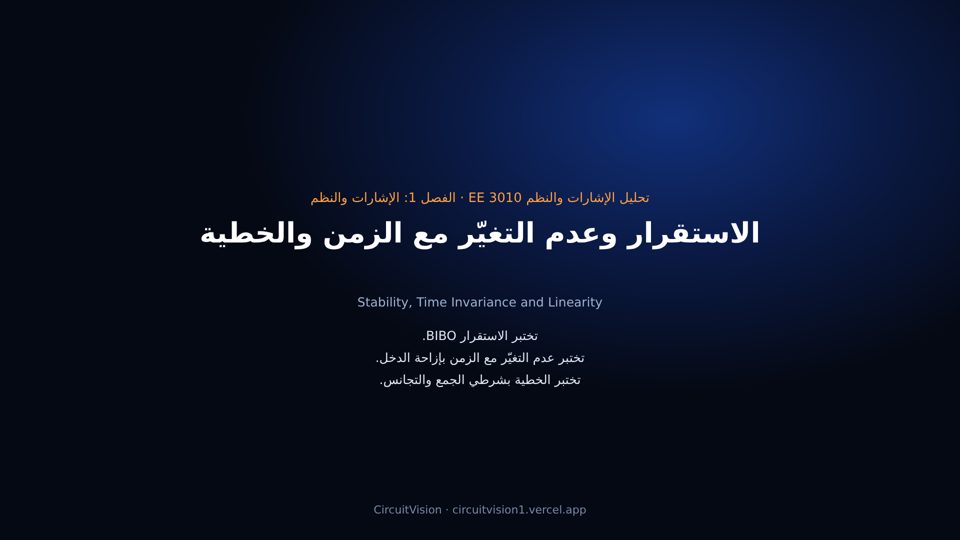 تحليل الإشارات والنظم EE 3010 · الفصل 1: الإشارات والنظم
الاستقرار وعدم التغيّر مع الزمن والخطية
Stability, Time Invariance and Linearity
تختبر الاستقرار BIBO.
تختبر عدم التغيّر مع الزمن بإزاحة الدخل.
تختبر الخطية بشرطي الجمع والتجانس.
CircuitVision · circuitvision1.vercel.app